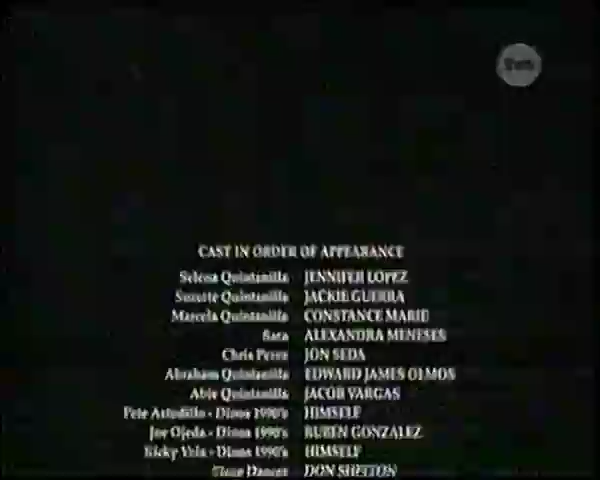 CAST IN ORDER OF APPEARANCE
Selena Quintanilla JENNIFER LOPEZ
Suzette Quintanilla JACKIE GUERRA
Marcela Quintanilla CONSTANCE MARIE
Sara ALEXANDRA MENESES
Chris Perez JON SEDA
Abraham Quintanilla EDWARD JAMES OLMOS
Abie Quintanilla JACOB VARGAS
Pete Astudillo - Dinos 1990's HIMSELF
Joe Ojeda - Dinos 1990's RUBEN GONZALEZ
Ricky Vela - Dinos 1990's HIMSELF
Dancer DON SHELTON